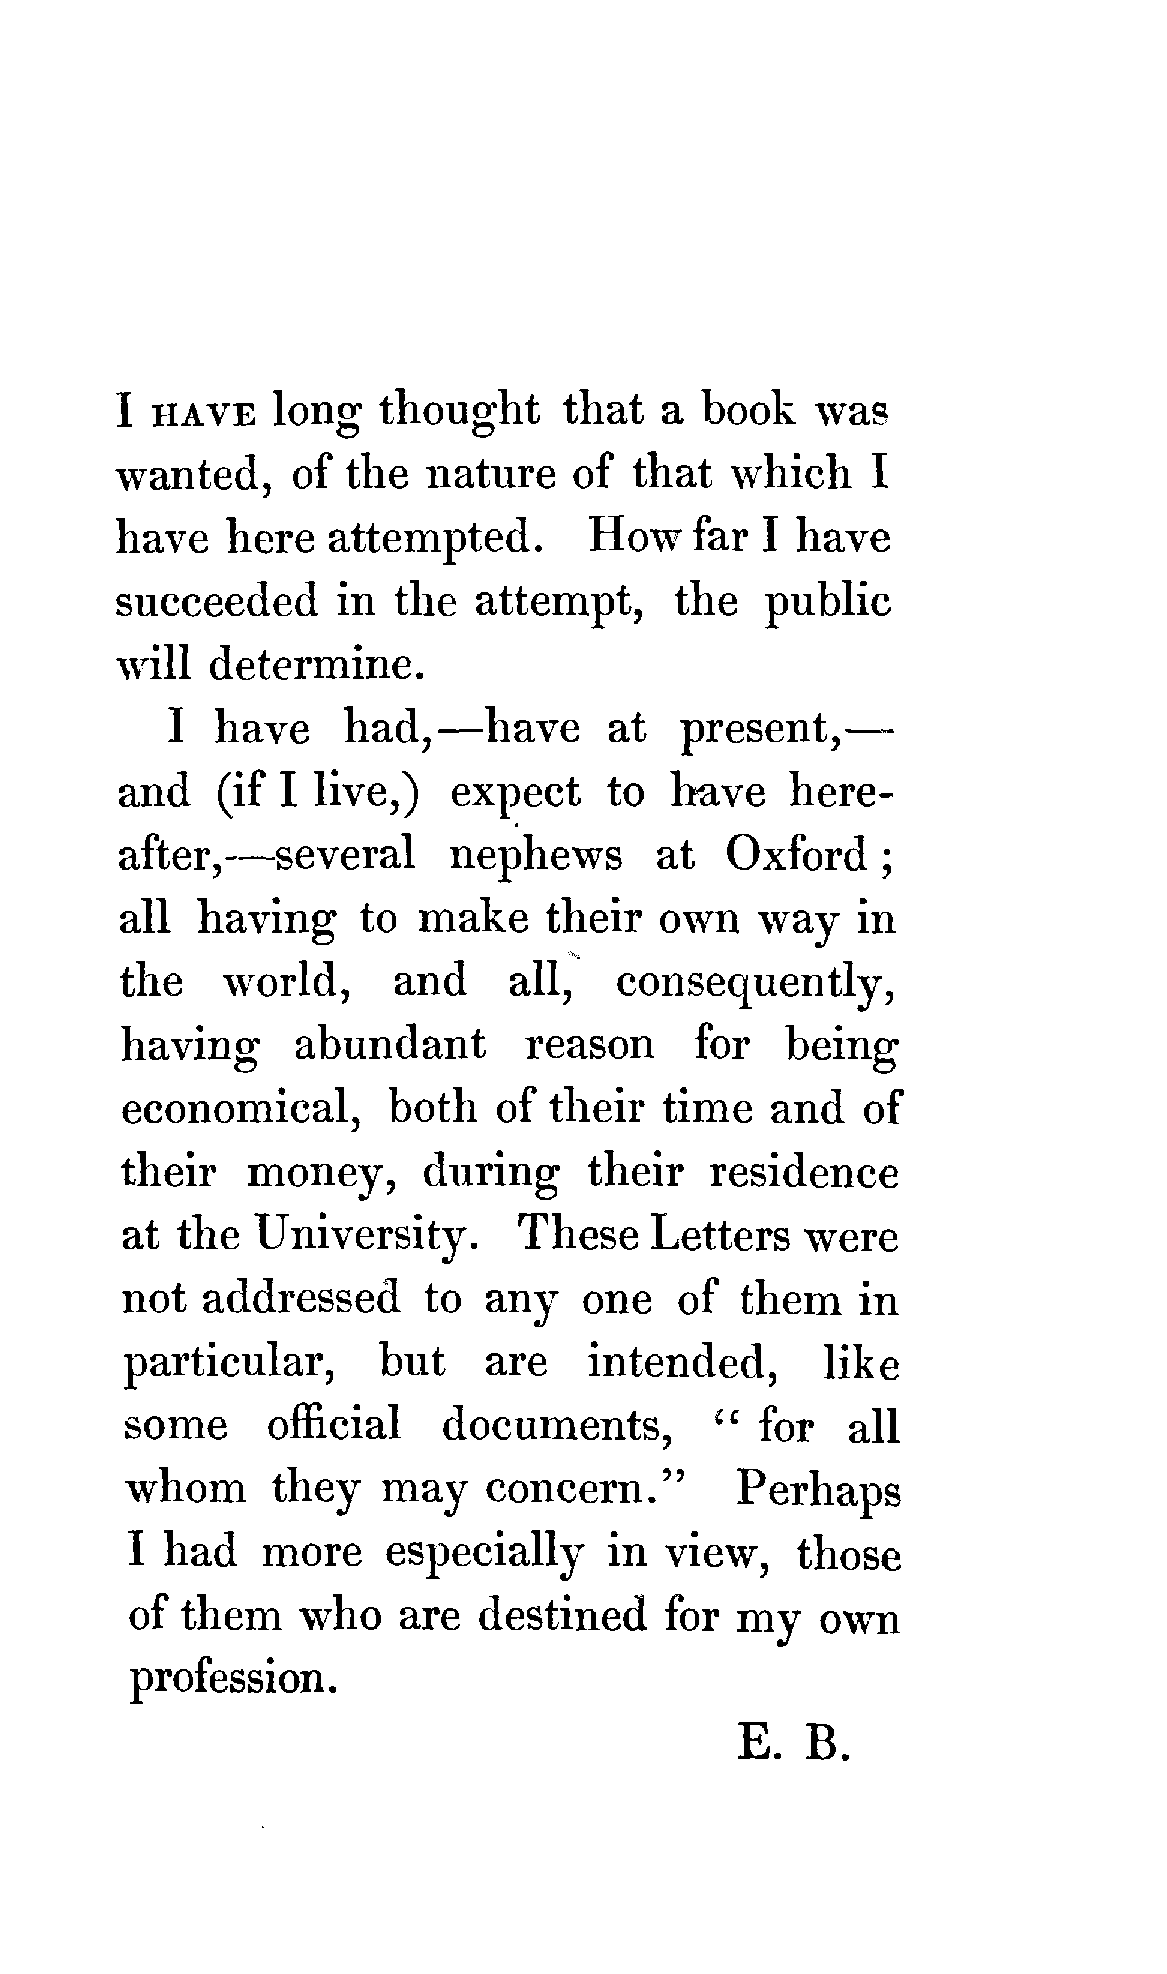 I HAVE long thought that a book was
wanted, of the nature of that which I
have here attempted. How far I have
succeeded in the attempt, the public
will determine.
I have had,—have at present,—
and (if I live,) expect to have here-
after,—several nephews at Oxford ;
all having to make their own way in
the world, and all, consequently,
having abundant reason for being
economical, both of their time and of
their money, during their residence
at the University. These Letters were
not addressed to any one of them in
particular, but are intended, like
some official documents, “ for all
whom they may concern.” Perhaps
I had more especially in view, those
of them who are destined for my own
profession.
E. B.